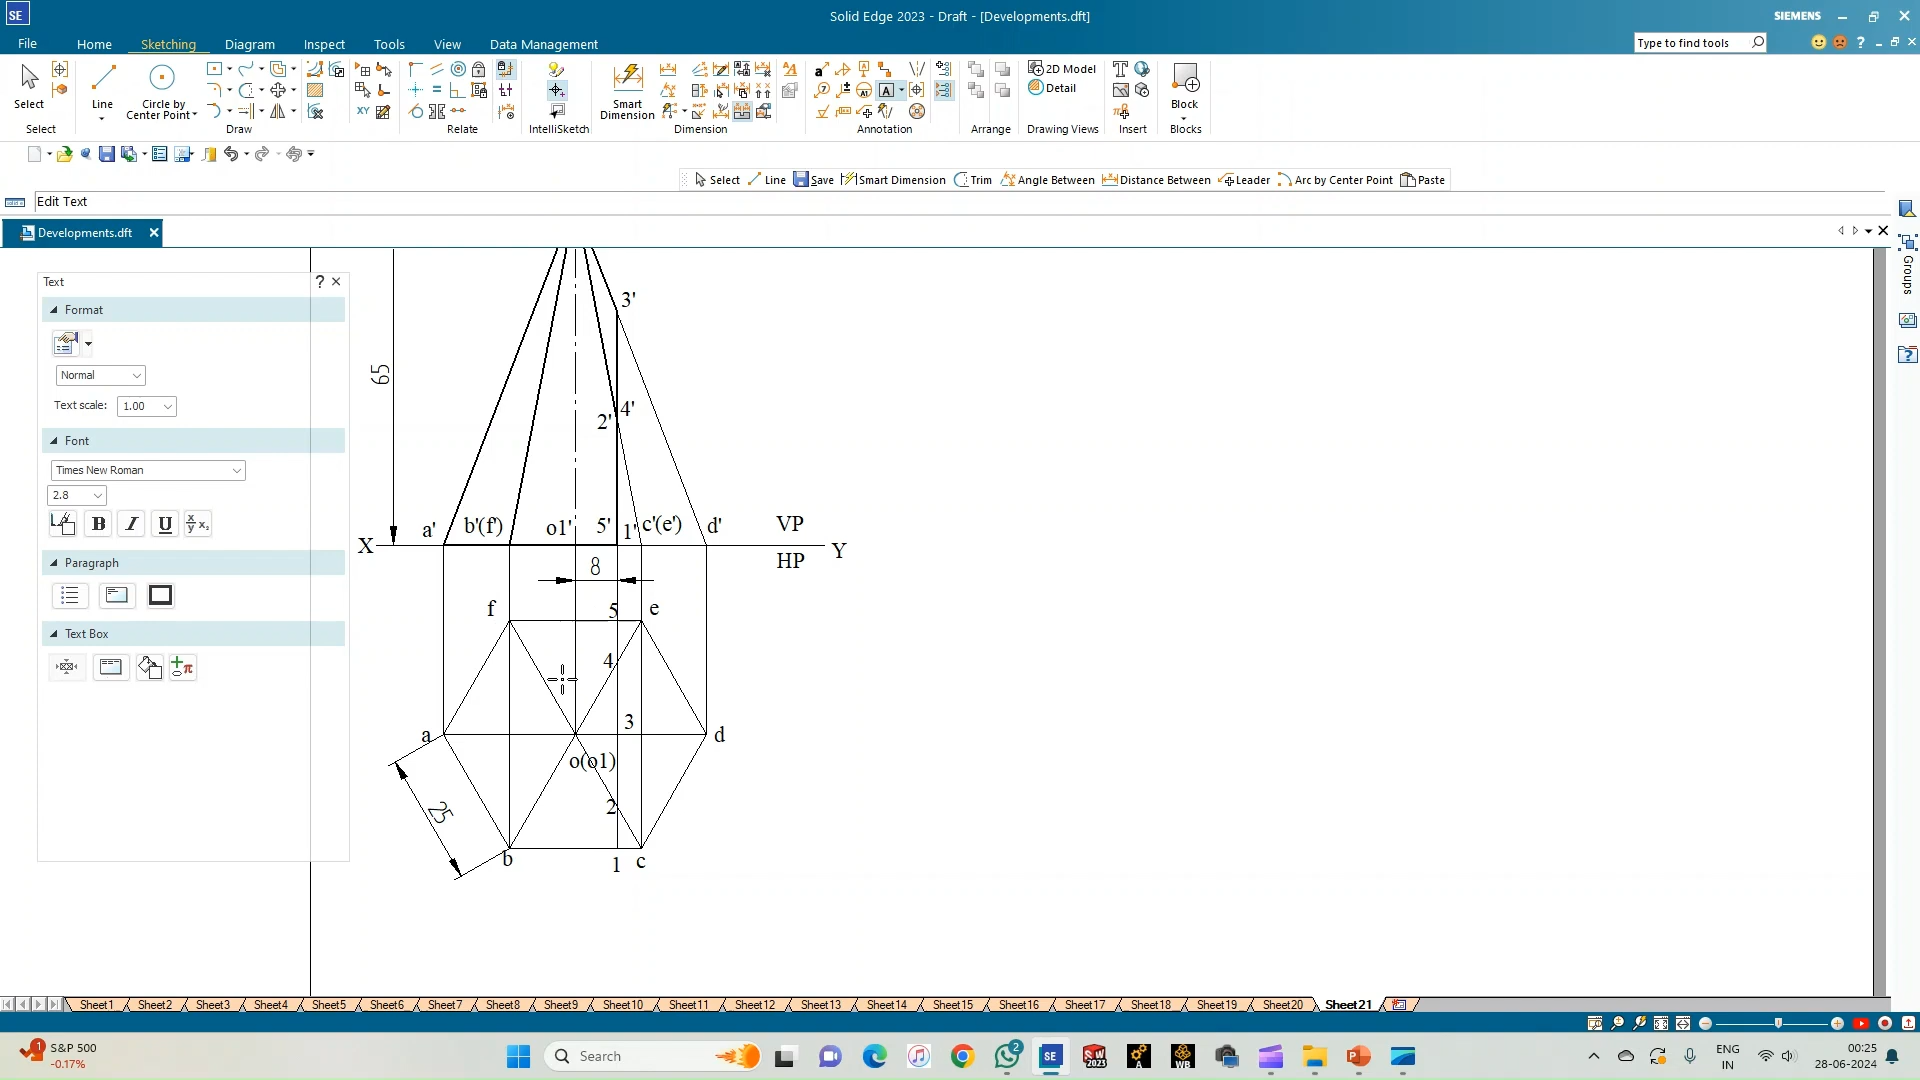 SE
Solid Edge 2023 - Draft - [Developments.dft]
SIEMENS
File
Home
Sketching
Diagram
Inspect
Tools
View
Data Management
Type to find tools
Select
Line
Circle by
Center Point
Smart
Dimension
2D Model
Detail
Block
Select
Draw
Relate
IntelliSketch
Dimension
Annotation
Arrange
Drawing Views
Insert
Blocks
Select
Line
Save
Smart Dimension
Trim
Angle Between
Distance Between
Leader
Arc by Center Point
Paste
Edit Text
Developments.dft
Groups
Text
Format
Normal
Text scale: 1.00
Font
Times New Roman
2.8
B I U
Paragraph
Text Box
3'
65
4'
2'
a'
b'(f')
o1'
5'
1'
c'(e')
d'
VP
X
Y
HP
8
f
5
e
4
3
a
d
o(o1)
2
25
b
1
c
Sheet1
Sheet2
Sheet3
Sheet4
Sheet5
Sheet6
Sheet7
Sheet8
Sheet9
Sheet10
Sheet11
Sheet12
Sheet13
Sheet14
Sheet15
Sheet16
Sheet17
Sheet18
Sheet19
Sheet20
Sheet21
1
S&P 500
-0.17%
Search
2
SE
ENG
IN
00:25
28-06-2024